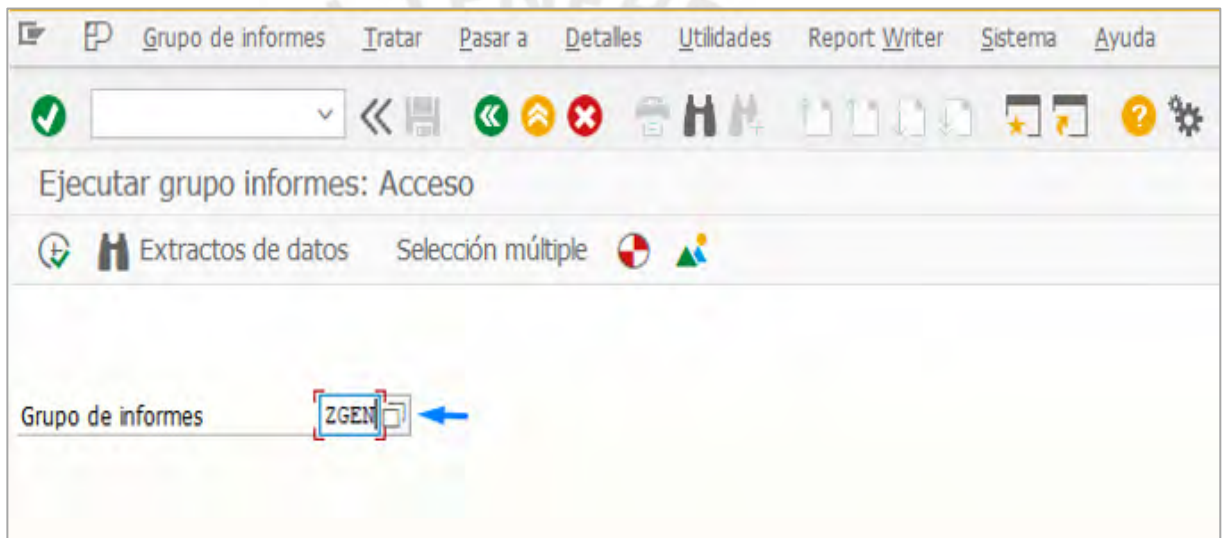 Grupo de informes Tratar Pasar a Detalles Utilidades Report Writer Sistema Ayuda
Ejecutar grupo informes: Acceso
Extractos de datos Selección múltiple
Grupo de informes ZGEN